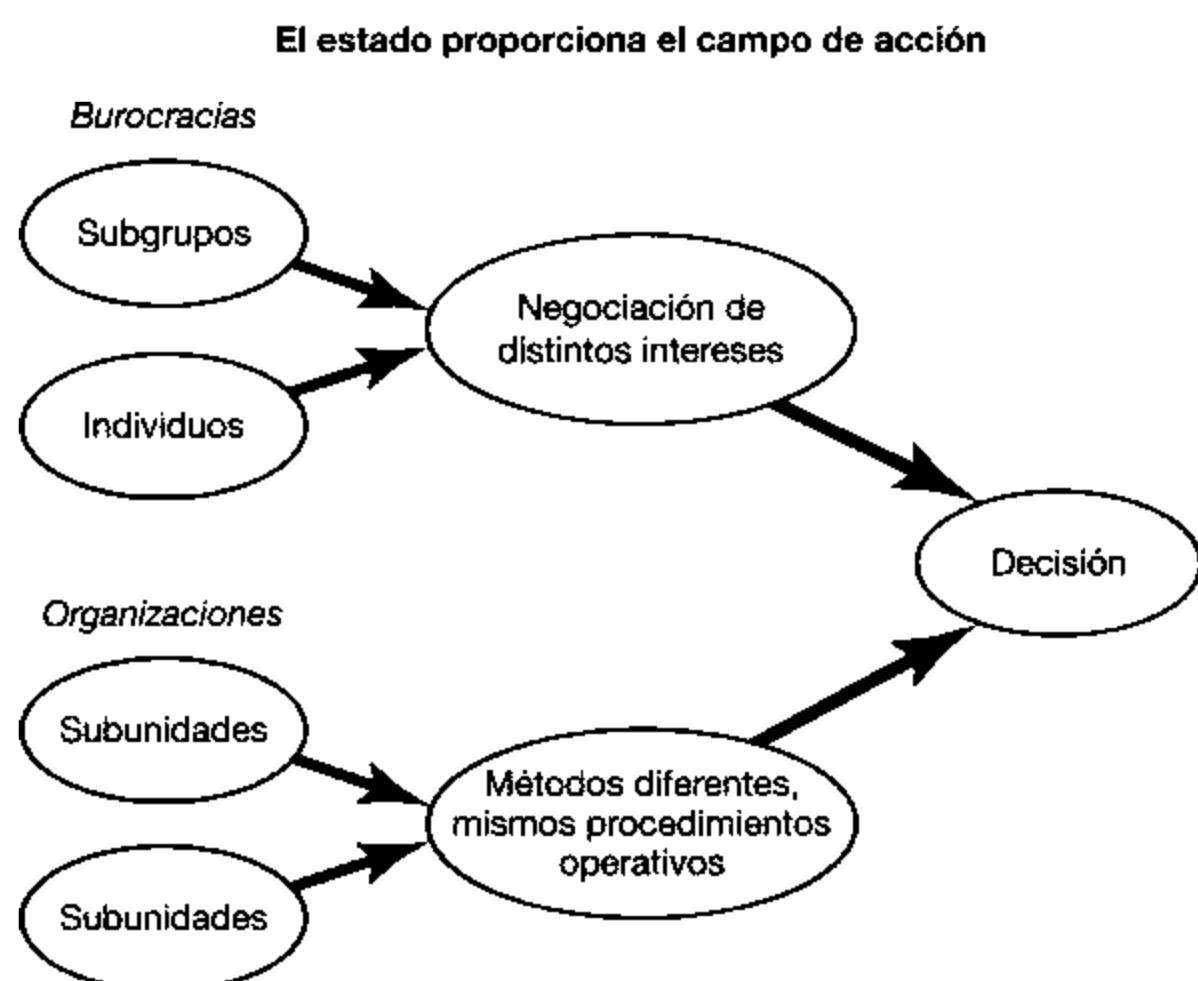 El estado proporciona el campo de acción
Burocracias
Subgrupos
Individuos
Negociación de
distintos intereses
Decisión
Organizaciones
Subunidades
Subunidades
Métodos diferentes,
mismos procedimientos
operativos